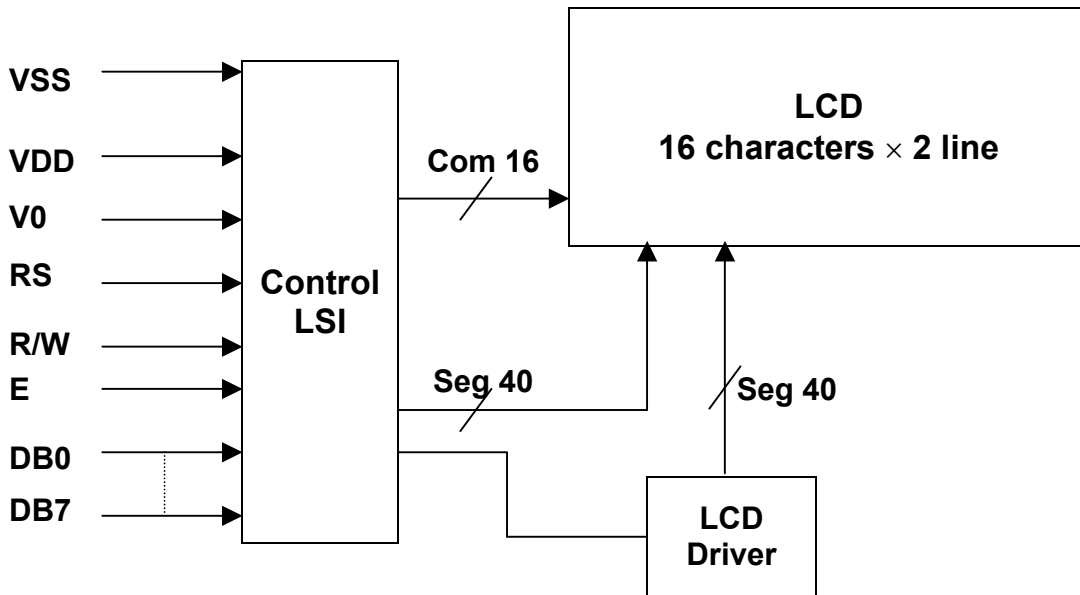 VSS
VDD
V0
RS
R/W
E
DB0
DB7
Control
LSI
Com 16
Seg 40
LCD
16 characters × 2 line
Seg 40
LCD
Driver